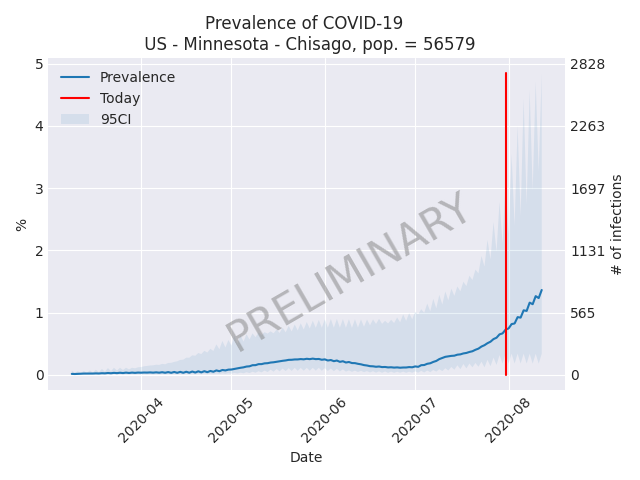 Prevalence of COVID-19
US - Minnesota - Chisago, pop. = 56579
Prevalence
Today
95CI
PRELIMINARY
5
4
3
2
1
0
%
2828
2263
1697
1131
565
0
# of infections
2020-04
2020-05
2020-06
2020-07
2020-08
Date